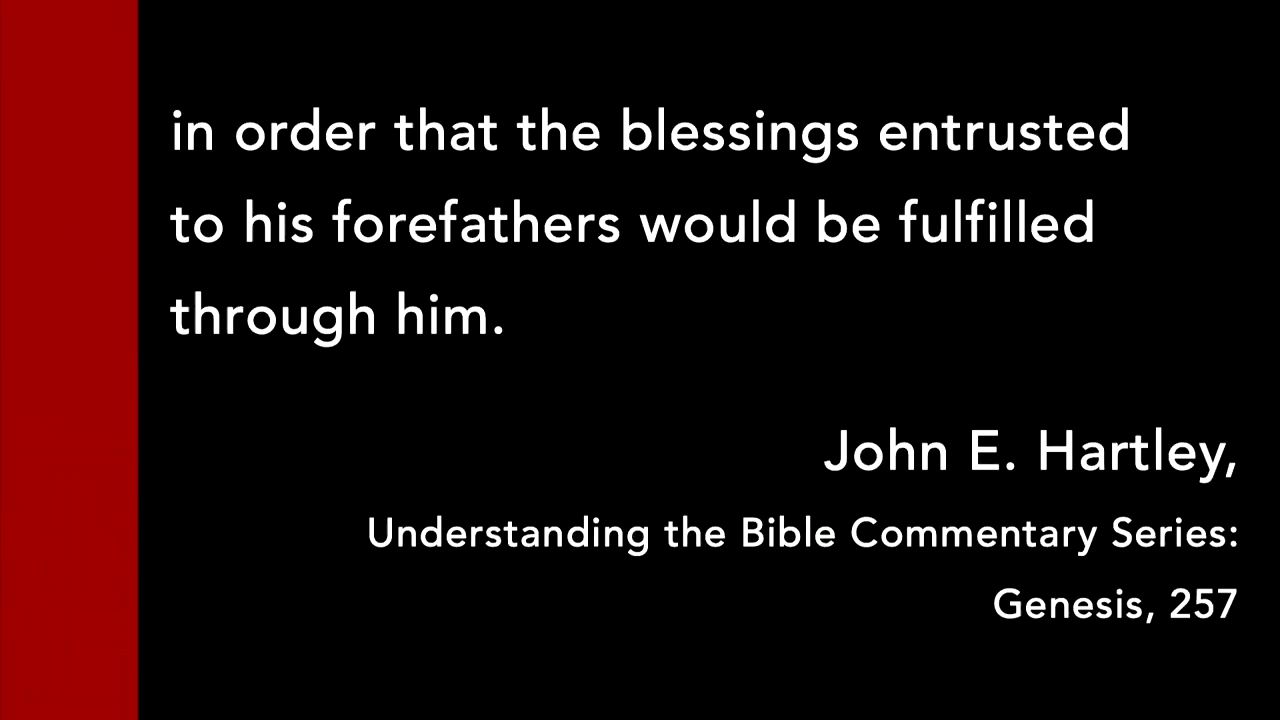 in order that the blessings entrusted
to his forefathers would be fulfilled
through him.
John E. Hartley,
Understanding the Bible Commentary Series:
Genesis, 257